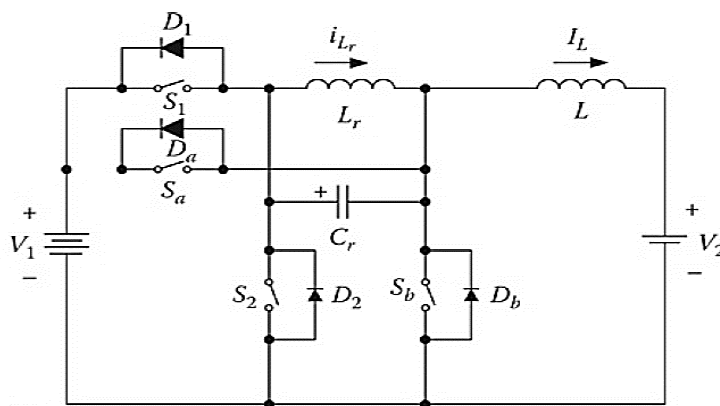 D1
iLr
IL
S1
Lr
L
Da
Sa
+
+
+
V1
Cr
V2
−
−
S2
D2
Sb
Db